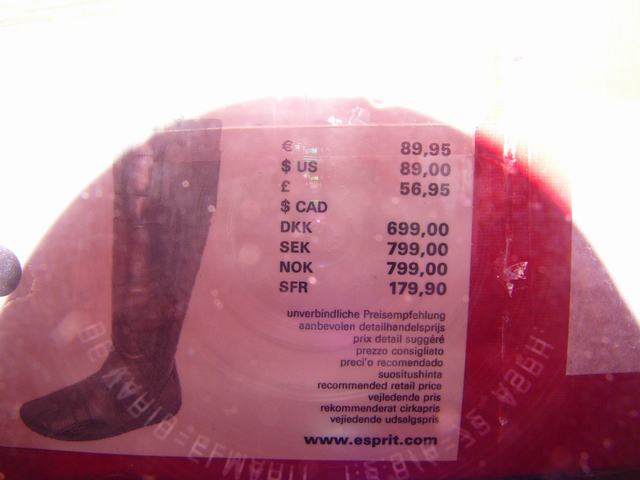 € 89,95
$ US 89,00
£ 56,95
$ CAD
DKK 699,00
SEK 799,00
NOK 799,00
SFR 179,90
unverbindliche Preisempfehlung
aanbevolen detailhandelsprijs
prix detail suggéré
prezzo consigliato
preci'o recomendado
suositushinta
recommended retail price
vejledende pris
rekommenderat cirkapris
vejiedende udsalgspris
www.esprit.com